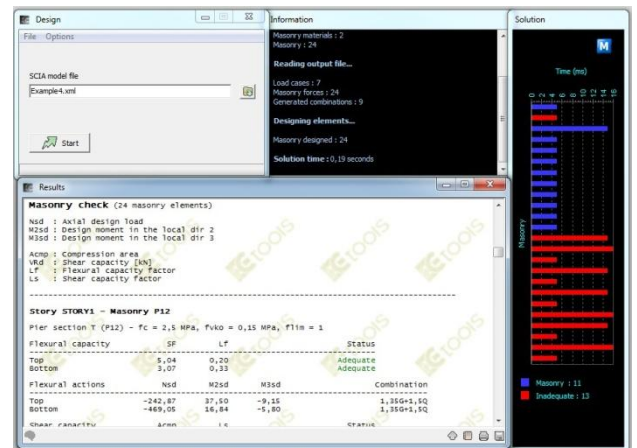 Design
File Options
SCIA model file
Example4.xml
Start
Information
Masonry materials : 2
Masonry : 24
Reading output file...
Load cases : 7
Masonry forces : 24
Generated combinations : 9
Designing elements...
Masonry designed : 24
Solution time : 0,19 seconds
Solution
M
Time (ms)
0 2 4 6 8 10 12 14 16
Masonry
Masonry : 11
Inadequate : 13
Results
Masonry check (24 masonry elements)
Nsd : Axial design load
M2sd : Design moment in the local dir 2
M3sd : Design moment in the local dir 3
Acmp : Compression area
VRd : Shear capacity [kN]
Lf : Flexural capacity factor
Ls : Shear capacity factor
Story STORY1 - Masonry P12
Pier section T (P12) - fc = 2,5 MPa, fvko = 0,15 MPa, flim = 1
Flexural capacity SF Lf Status
Top 5,04 0,20 Adequate
Bottom 3,07 0,33 Adequate
Flexural actions Nsd M2sd M3sd Combination
Top -242,87 37,50 -9,15 1,35G+1,5Q
Bottom -469,05 16,84 -5,80 1,35G+1,5Q
Shear capacity Acmp Ls Status